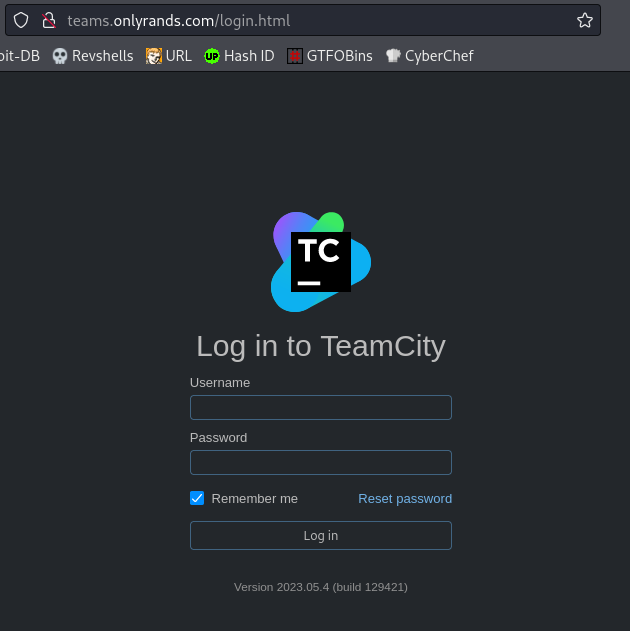 teams.onlyrands.com/login.html
oit-DB Revshells URL Hash ID GTFOBins CyberChef
TC
Log in to TeamCity
Username
Password
Remember me Reset password
Log in
Version 2023.05.4 (build 129421)